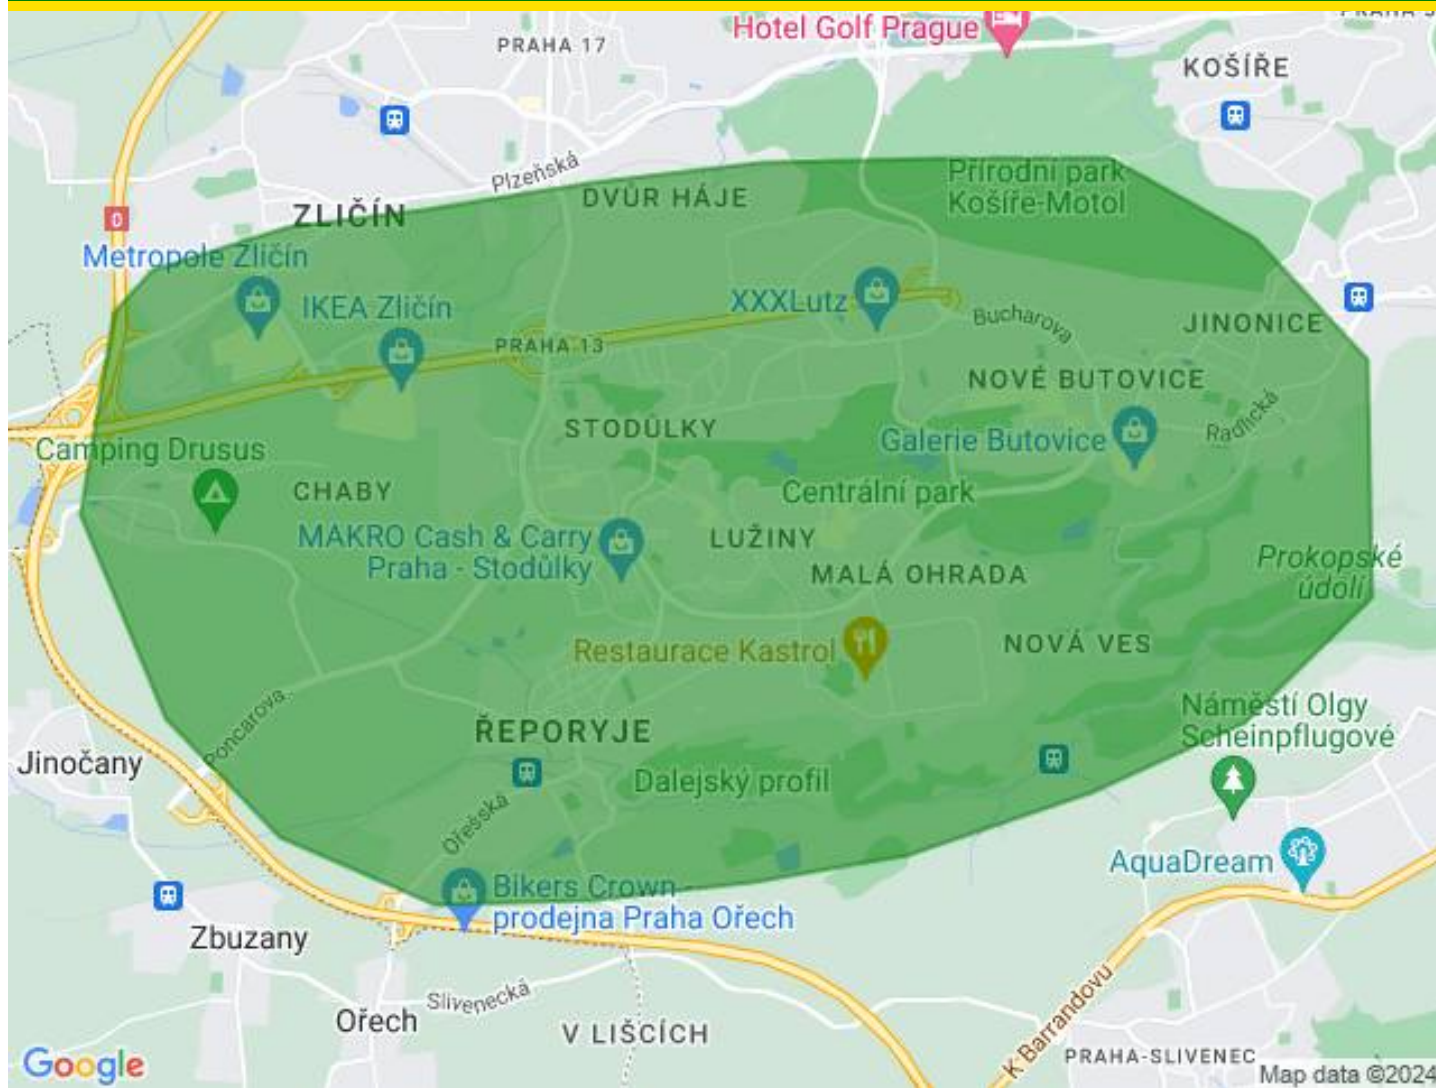 Hotel Golf Prague
PRAHA 17
KOŠÍŘE
Plzeňská
Přírodní park
Košíře-Motol
DVŮR HÁJE
ZLIČÍN
0
Metropole Zličín
IKEA Zličín
XXXLutz
Bucharova
JINONICE
PRAHA 13
NOVÉ BUTOVICE
Radlická
STODŮLKY
Galerie Butovice
Camping Drusus
CHABY
Centrální park
MAKRO Cash & Carry
Praha - Stodůlky
LUŽINY
MALÁ OHRADA
Prokopské
údolí
Restaurace Kastrol
NOVÁ VES
Poncarova
ŘEPORYJE
Náměstí Olgy
Scheinpflugové
Jinočany
Dalejský profil
Ořešská
AquaDream
Bikers Crown -
prodejna Praha Ořech
Zbuzany
Slivenecká
Ořech
V LIŠCÍCH
K Barrandovu
PRAHA-SLIVENEC
Google
Map data ©2024